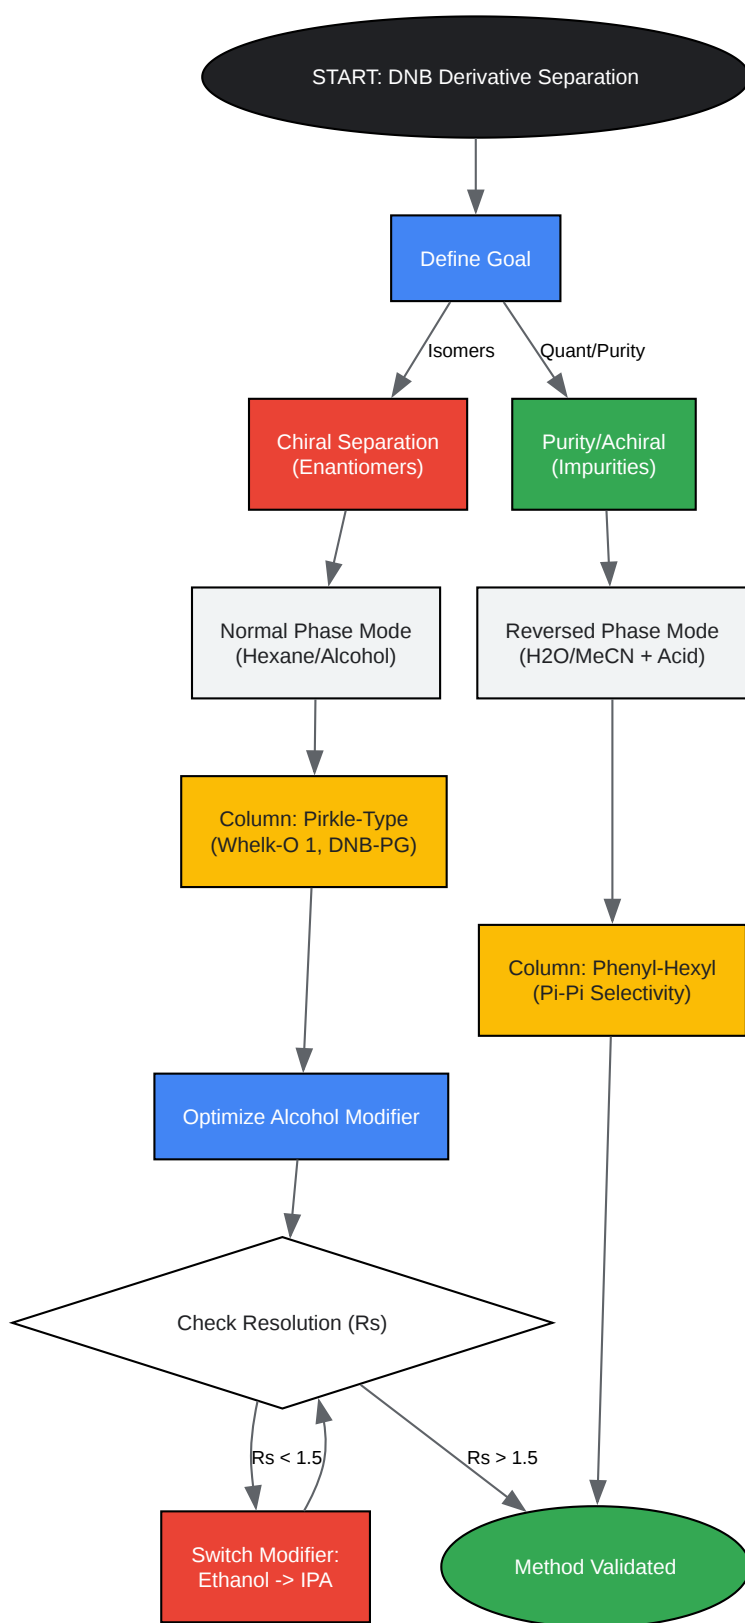 START: DNB Derivative Separation
Define Goal
Isomers
Quant/Purity
Chiral Separation
(Enantiomers)
Purity/Achiral
(Impurities)
Normal Phase Mode
(Hexane/Alcohol)
Reversed Phase Mode
(H2O/MeCN + Acid)
Column: Pirkle-Type
(Whelk-O 1, DNB-PG)
Column: Phenyl-Hexyl
(Pi-Pi Selectivity)
Optimize Alcohol Modifier
Check Resolution (Rs)
Rs < 1.5
Rs > 1.5
Switch Modifier:
Ethanol -> IPA
Method Validated